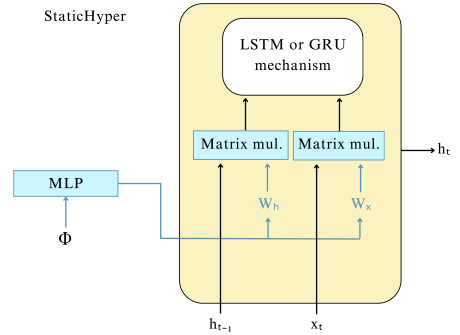 StaticHyper
LSTM or GRU
mechanism
Matrix mul.
Matrix mul.
h_t
MLP
W_h
W_x
Φ
h_{t-1}
x_t